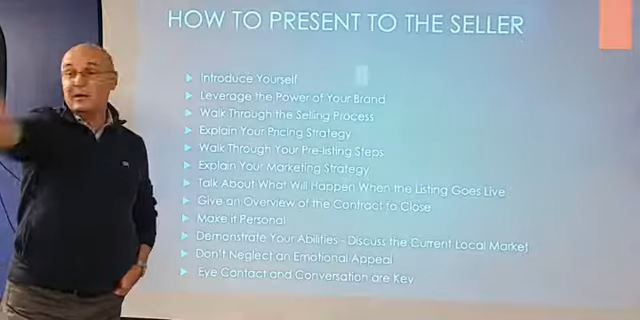 HOW TO PRESENT TO THE SELLER
Introduce Yourself
Leverage the Power of Your Brand
Walk Through the Selling Process
Explain Your Pricing Strategy
Walk Through Your Pre-listing Steps
Explain Your Marketing Strategy
Talk About What Will Happen When the Listing Goes Live
Give an Overview of the Contract to Close
Make it Personal
Demonstrate Your Abilities - Discuss the Current Local Market
Don't Neglect an Emotional Appeal
Eye Contact and Conversation are Key